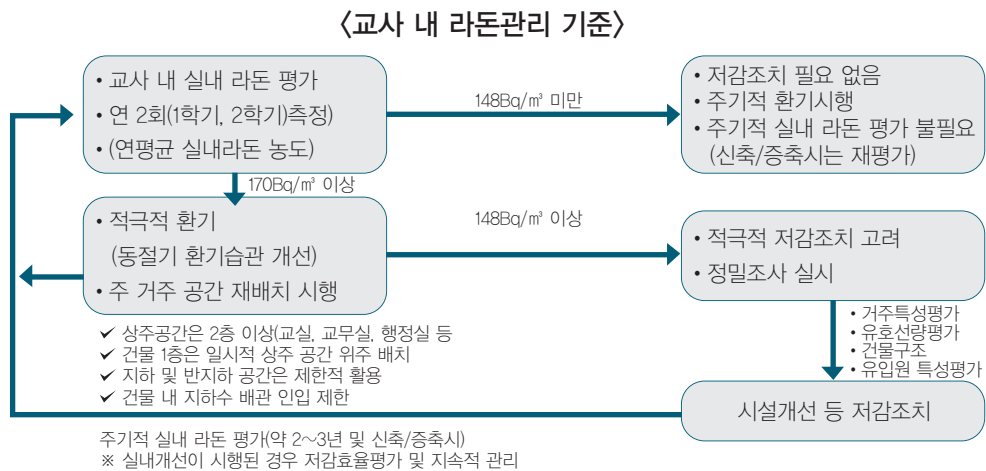 〈교사 내 라돈관리 기준〉
• 교사 내 실내 라돈 평가
• 연 2회(1학기, 2학기)측정)
• (연평균 실내라돈 농도)
148Bq/㎥ 미만
• 저감조치 필요 없음
• 주기적 환기시행
• 주기적 실내 라돈 평가 불필요
(신축/증축시는 재평가)
170Bq/㎥ 이상
• 적극적 환기
(동절기 환기습관 개선)
• 주 거주 공간 재배치 시행
148Bq/㎥ 이상
• 적극적 저감조치 고려
• 정밀조사 실시
• 거주특성평가
• 유호선량평가
• 건물구조
• 유입원 특성평가
✔ 상주공간은 2층 이상(교실, 교무실, 행정실 등
✔ 건물 1층은 일시적 상주 공간 위주 배치
✔ 지하 및 반지하 공간은 제한적 활용
✔ 건물 내 지하수 배관 인입 제한
시설개선 등 저감조치
주기적 실내 라돈 평가(약 2~3년 및 신축/증축시)
※ 실내개선이 시행된 경우 저감효율평가 및 지속적 관리